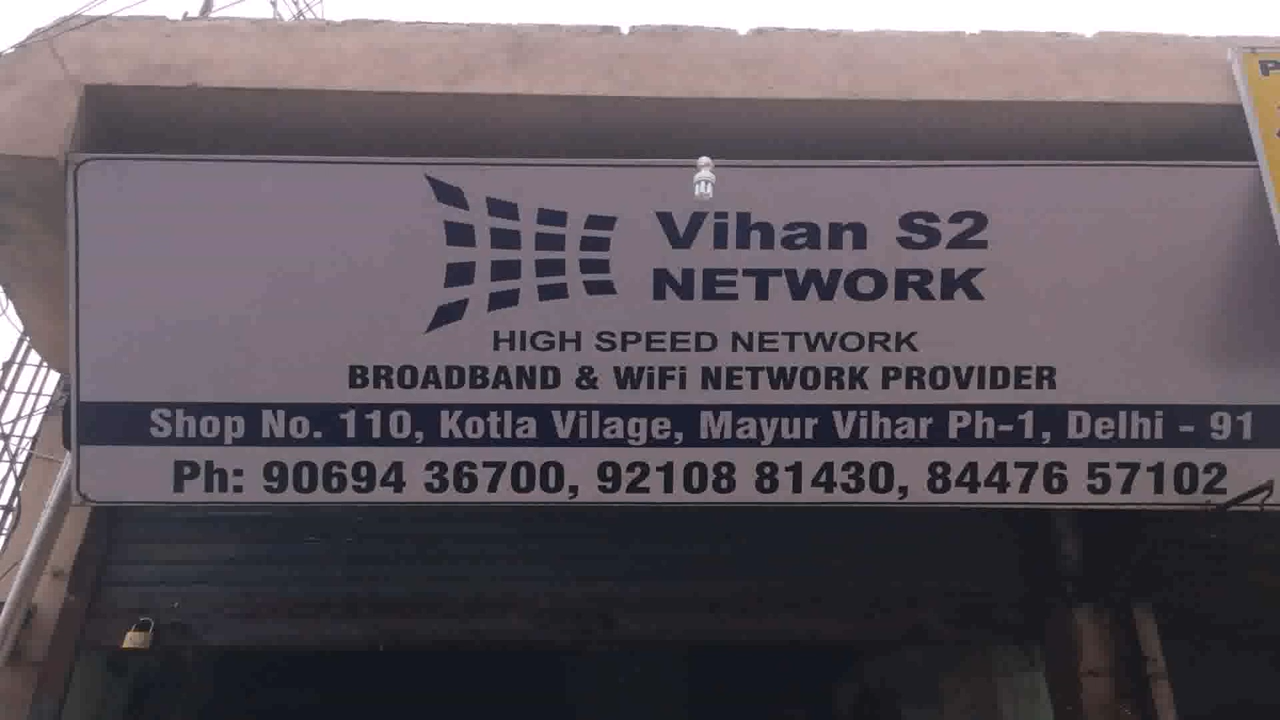 Vihan S2
NETWORK
HIGH SPEED NETWORK
BROADBAND & WiFi NETWORK PROVIDER
Shop No. 110, Kotla Vilage, Mayur Vihar Ph-1, Delhi - 91
Ph: 90694 36700, 92108 81430, 84476 57102